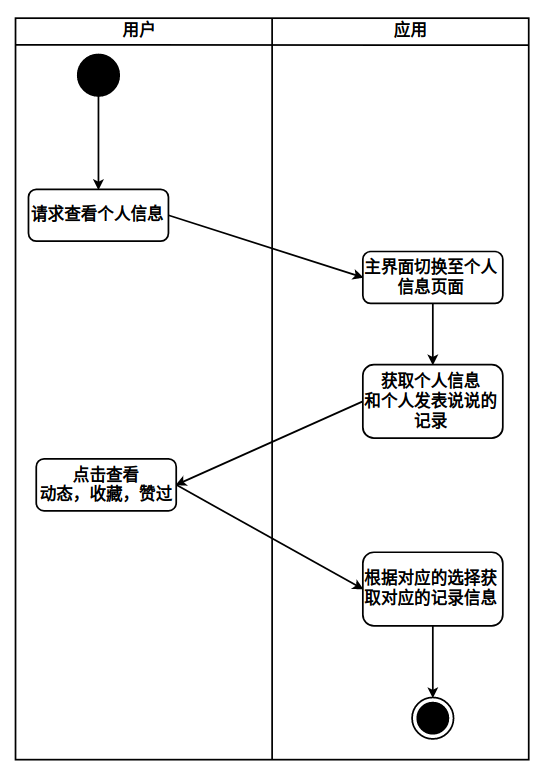 用户
应用
请求查看个人信息
主界面切换至个人
信息页面
获取个人信息
和个人发表说说的
记录
点击查看
动态，收藏，赞过
根据对应的选择获
取对应的记录信息